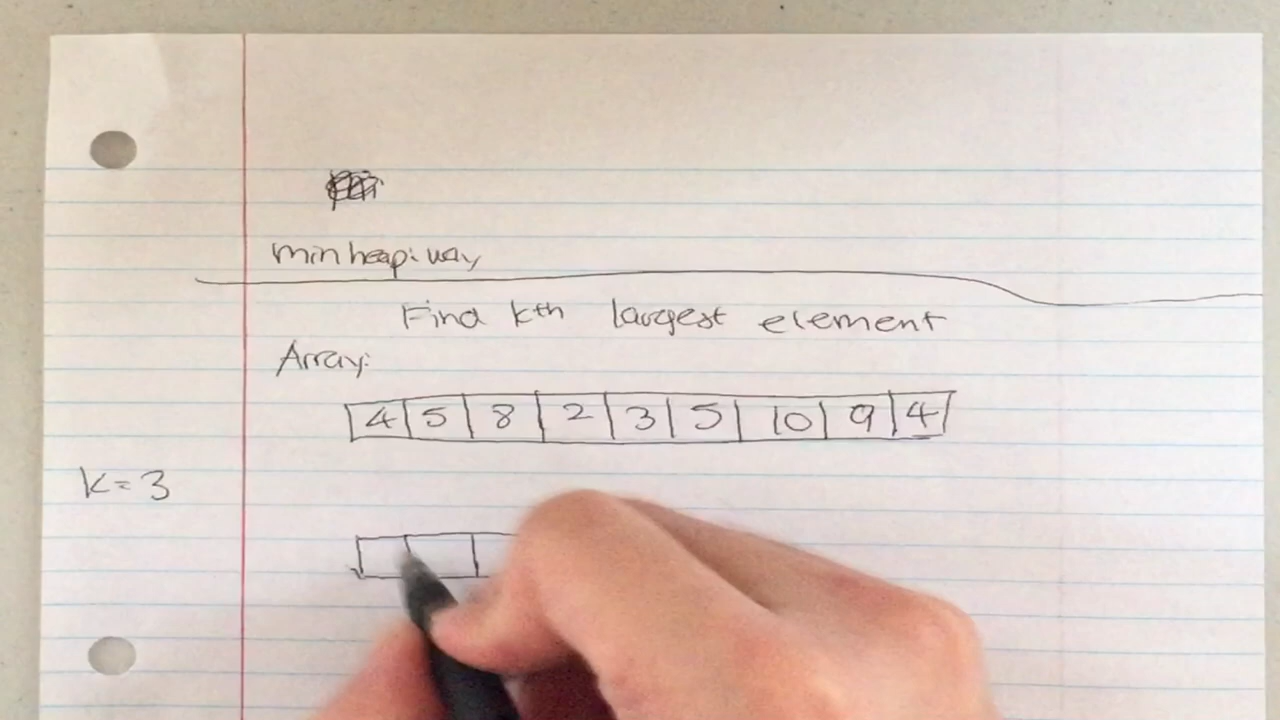 min heap: way
Find kth largest element
Array:
4 5 8 2 3 5 10 9 4
K=3